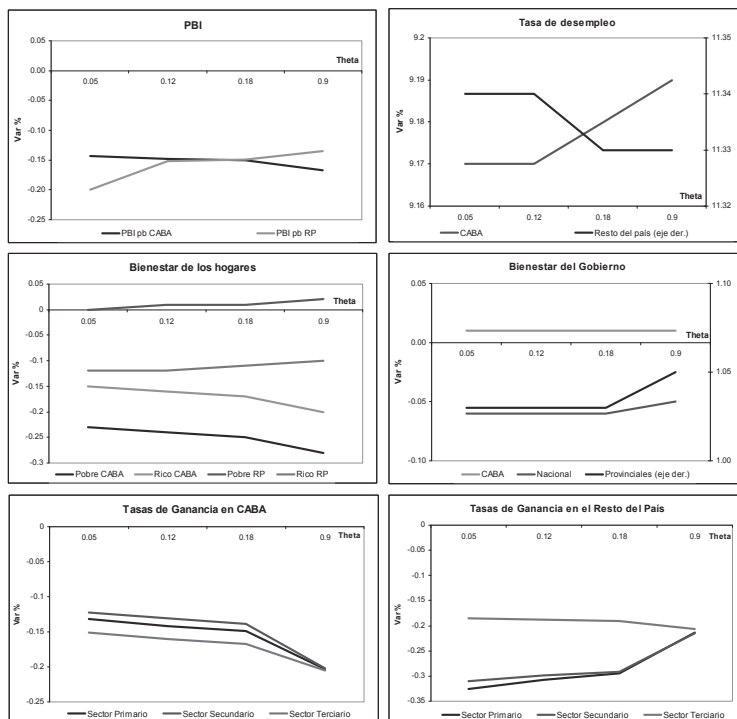 PBI
0.05
0.00
-0.05
-0.10
-0.15
-0.20
-0.25
Var %
Theta
0.05 0.12 0.18 0.9
PBI pb CABA PBI pb RP
Tasa de desempleo
9.2
9.19
9.18
9.17
9.16
Var %
11.35
11.34
11.33
11.32
Theta
0.05 0.12 0.18 0.9
CABA Resto del país (eje der.)
Bienestar de los hogares
0.05
0
-0.05
-0.1
-0.15
-0.2
-0.25
-0.3
Var %
Theta
0.05 0.12 0.18 0.9
Pobre CABA Rico CABA Pobre RP Rico RP
Bienestar del Gobierno
0.05
0.00
-0.05
-0.10
Var %
1.10
1.05
1.00
Theta
0.05 0.12 0.18 0.9
CABA Nacional Provinciales (eje der.)
Tasas de Ganancia en CABA
0
-0.05
-0.1
-0.15
-0.2
-0.25
Var %
0.05 0.12 0.18 0.9 Theta
Sector Primario Sector Secundario Sector Terciario
Tasas de Ganancia en el Resto del País
0
-0.05
-0.1
-0.15
-0.2
-0.25
-0.3
-0.35
Var %
0.05 0.12 0.18 0.9 Theta
Sector Primario Sector Secundario Sector Terciario